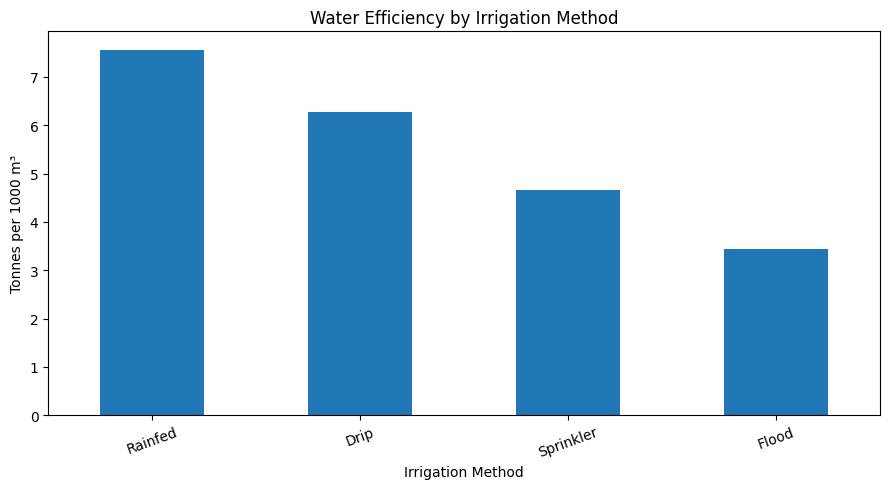 Water Efficiency by Irrigation Method
Tonnes per 1000 m³
7
6
5
4
3
2
1
0
Rainfed
Drip
Sprinkler
Flood
Irrigation Method